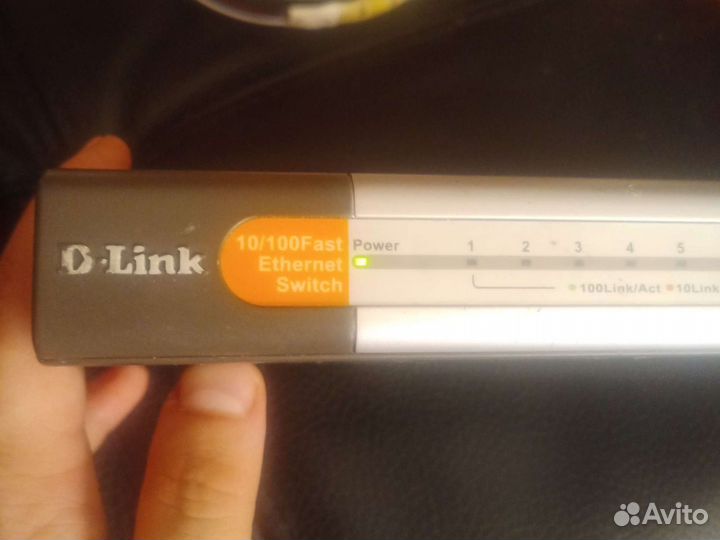 D-Link
10/100Fast
Ethernet
Switch
Power 1 2 3 4 5
100Link/Act 10Link
Avito